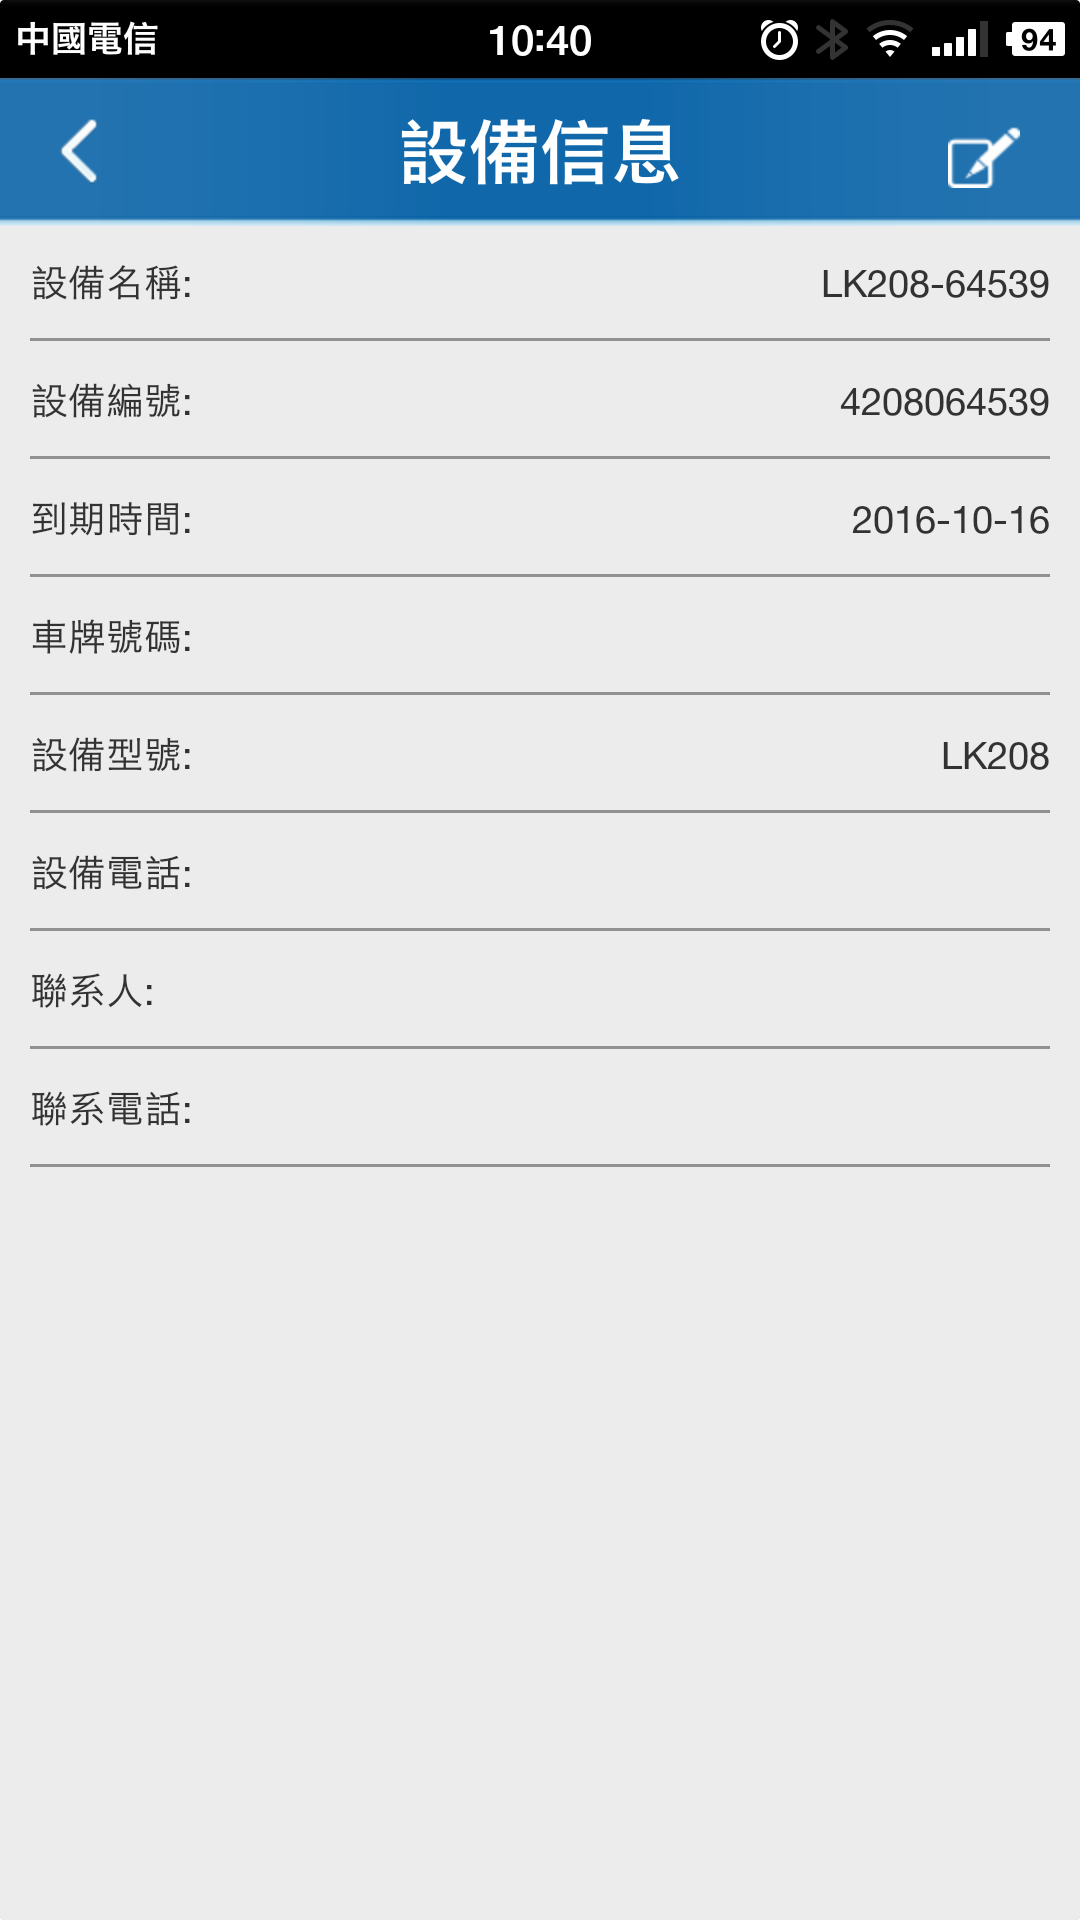 中國電信 10:40 94
設備信息
設備名稱: LK208-64539
設備編號: 4208064539
到期時間: 2016-10-16
車牌號碼:
設備型號: LK208
設備電話:
聯系人:
聯系電話: